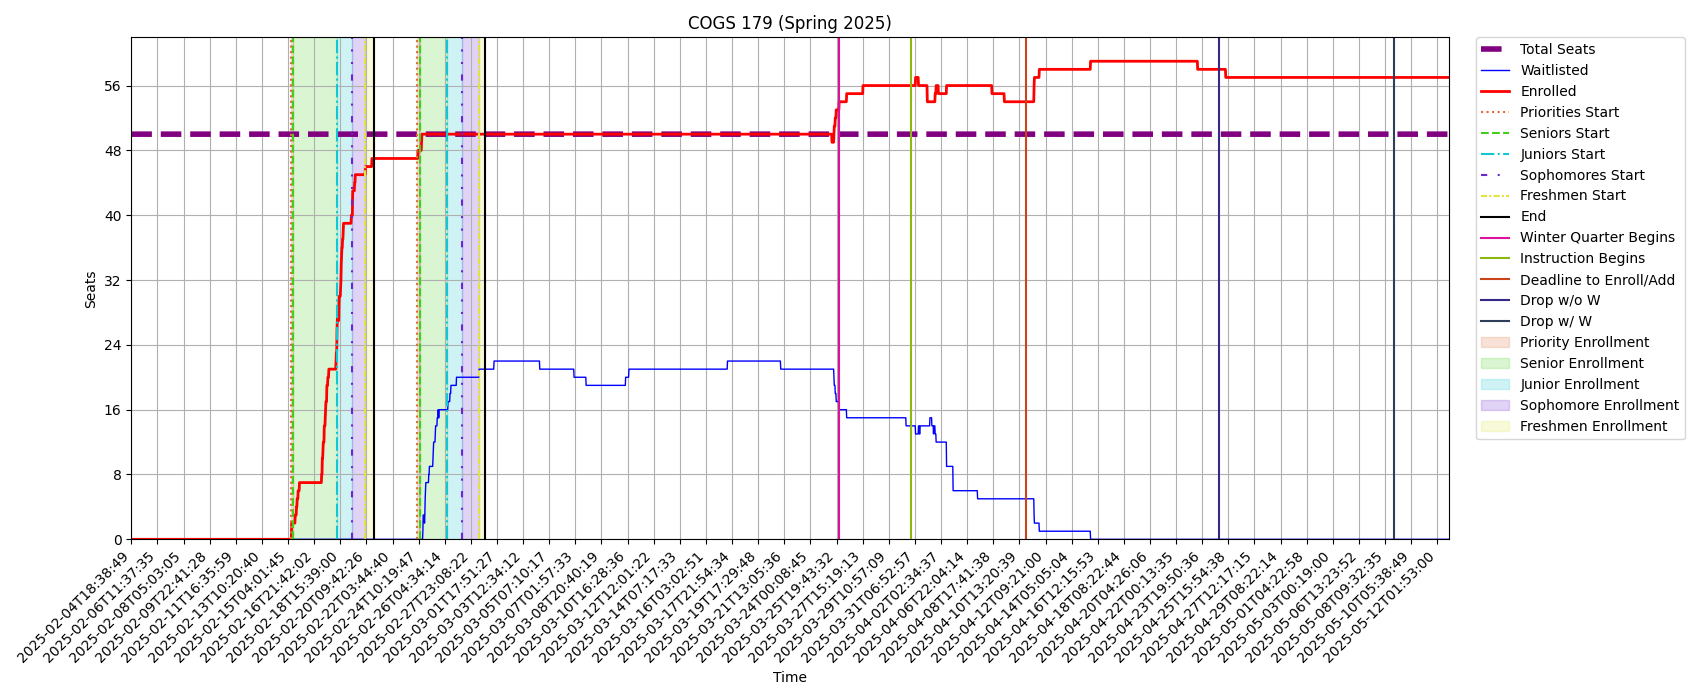 COGS 179 (Spring 2025)
Seats
56
48
40
32
24
16
8
0
2025-02-04T18:38:49
2025-02-06T11:37:35
2025-02-08T05:03:05
2025-02-09T22:41:28
2025-02-11T16:35:59
2025-02-13T10:20:40
2025-02-15T04:01:45
2025-02-16T21:42:02
2025-02-18T15:39:00
2025-02-20T09:42:26
2025-02-22T03:44:40
2025-02-26T04:19:47
2025-02-26T10:34:14
2025-02-27T23:08:22
2025-03-01T17:51:27
2025-03-03T12:34:12
2025-03-05T07:10:17
2025-03-07T01:57:33
2025-03-08T20:40:19
2025-03-10T16:28:36
2025-03-12T12:01:22
2025-03-14T07:17:33
2025-03-16T03:02:51
2025-03-17T21:54:34
2025-03-19T17:29:48
2025-03-21T13:05:36
2025-03-24T00:08:45
2025-03-25T19:43:32
2025-03-27T15:19:13
2025-03-29T10:57:09
2025-03-31T06:52:57
2025-04-02T02:34:37
2025-04-06T22:04:14
2025-04-08T17:41:38
2025-04-10T13:20:39
2025-04-12T09:21:00
2025-04-14T05:05:04
2025-04-16T12:15:53
2025-04-18T08:22:44
2025-04-20T04:26:06
2025-04-22T00:13:35
2025-04-23T19:50:36
2025-04-25T15:54:38
2025-04-27T12:17:15
2025-04-29T08:22:14
2025-05-01T04:22:58
2025-05-03T00:19:00
2025-05-06T13:23:52
2025-05-08T09:32:35
2025-05-10T05:38:49
2025-05-12T01:53:00
Time
Total Seats
Waitlisted
Enrolled
Priorities Start
Seniors Start
Juniors Start
Sophomores Start
Freshmen Start
End
Winter Quarter Begins
Instruction Begins
Deadline to Enroll/Add
Drop w/o W
Drop w/ W
Priority Enrollment
Senior Enrollment
Junior Enrollment
Sophomore Enrollment
Freshmen Enrollment